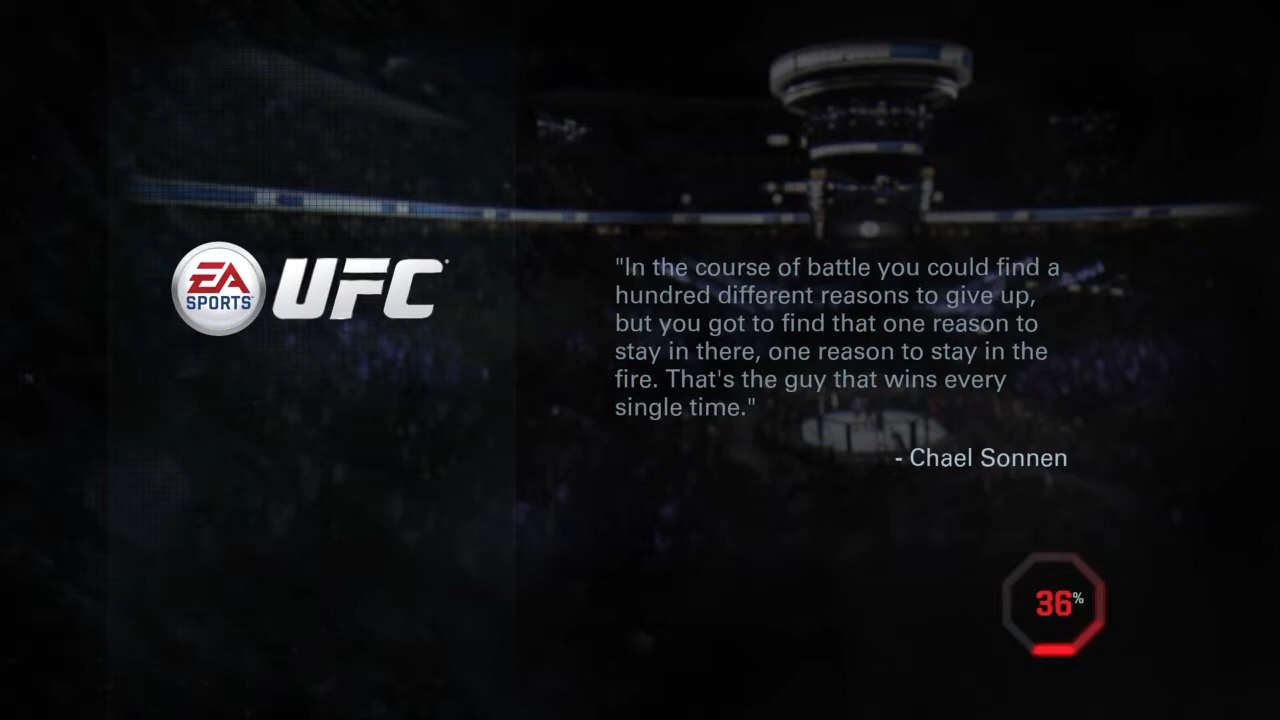 EA
SPORTS
UFC
"In the course of battle you could find a
hundred different reasons to give up,
but you got to find that one reason to
stay in there, one reason to stay in the
fire. That's the guy that wins every
single time."
- Chael Sonnen
36%